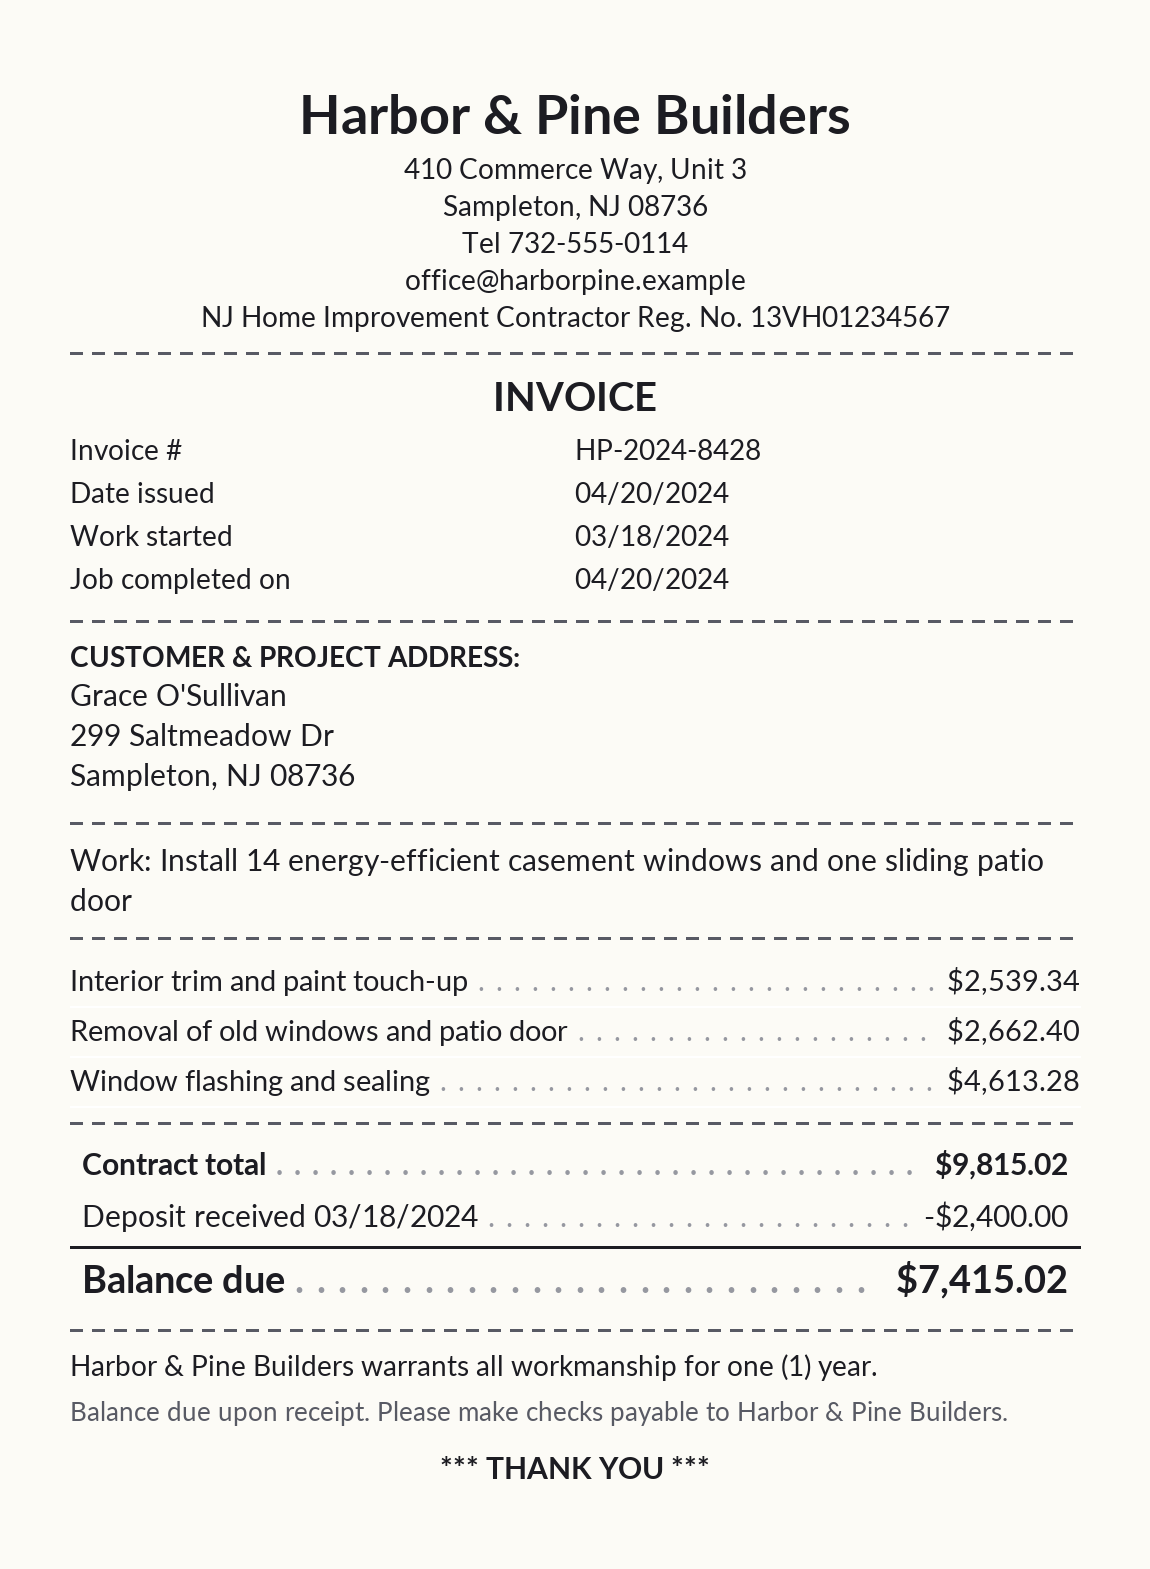 Harbor & Pine Builders
410 Commerce Way, Unit 3
Sampleton, NJ 08736
Tel 732-555-0114
office@harborpine.example
NJ Home Improvement Contractor Reg. No. 13VH01234567
INVOICE
Invoice # HP-2024-8428
Date issued 04/20/2024
Work started 03/18/2024
Job completed on 04/20/2024
CUSTOMER & PROJECT ADDRESS:
Grace O'Sullivan
299 Saltmeadow Dr
Sampleton, NJ 08736
Work: Install 14 energy-efficient casement windows and one sliding patio
door
Interior trim and paint touch-up . . . . . . . . . . . . . . . . . . . . . . . . . . $2,539.34
Removal of old windows and patio door . . . . . . . . . . . . . . . . . . . . $2,662.40
Window flashing and sealing . . . . . . . . . . . . . . . . . . . . . . . . . . . . $4,613.28
Contract total . . . . . . . . . . . . . . . . . . . . . . . . . . . . . . . . . . . . $9,815.02
Deposit received 03/18/2024 . . . . . . . . . . . . . . . . . . . . . . . . -$2,400.00
Balance due . . . . . . . . . . . . . . . . . . . . . . . . . . $7,415.02
Harbor & Pine Builders warrants all workmanship for one (1) year.
Balance due upon receipt. Please make checks payable to Harbor & Pine Builders.
*** THANK YOU ***